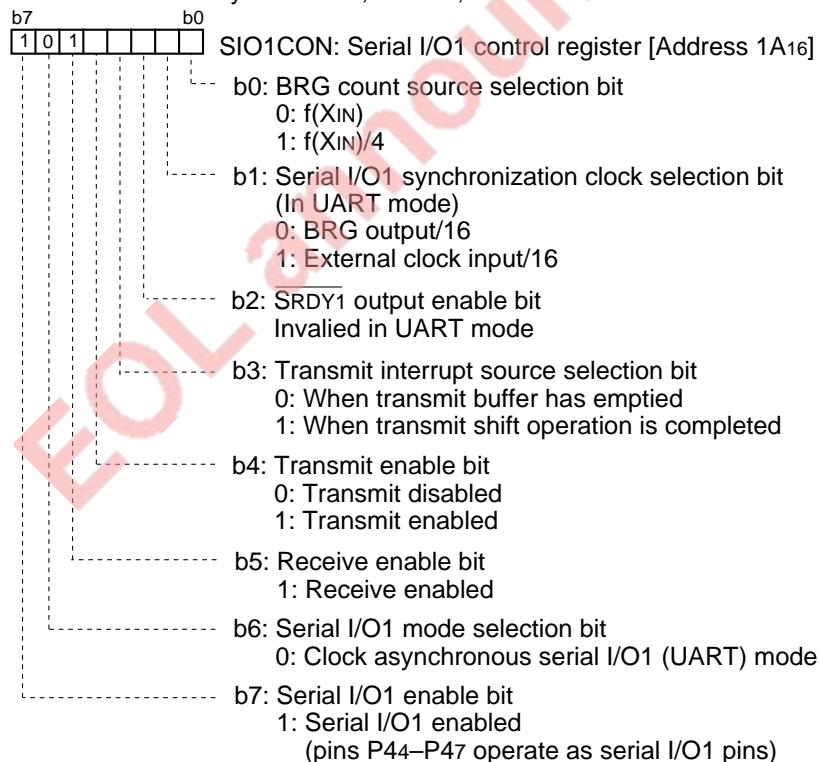 b7 b0
1 0 1 SIO1CON: Serial I/O1 control register [Address 1A16]
b0: BRG count source selection bit
0: f(XIN)
1: f(XIN)/4
b1: Serial I/O1 synchronization clock selection bit
(In UART mode)
0: BRG output/16
1: External clock input/16
b2: SRDY1 output enable bit
Invalied in UART mode
b3: Transmit interrupt source selection bit
0: When transmit buffer has emptied
1: When transmit shift operation is completed
b4: Transmit enable bit
0: Transmit disabled
1: Transmit enabled
b5: Receive enable bit
1: Receive enabled
b6: Serial I/O1 mode selection bit
0: Clock asynchronous serial I/O1 (UART) mode
b7: Serial I/O1 enable bit
1: Serial I/O1 enabled
(pins P44–P47 operate as serial I/O1 pins)
EOL